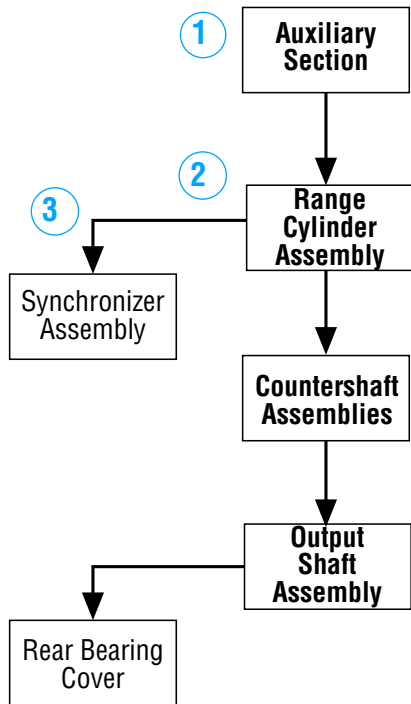 1
Auxiliary
Section
2
Range
Cylinder
Assembly
3
Synchronizer
Assembly
Countershaft
Assemblies
Output
Shaft
Assembly
Rear Bearing
Cover